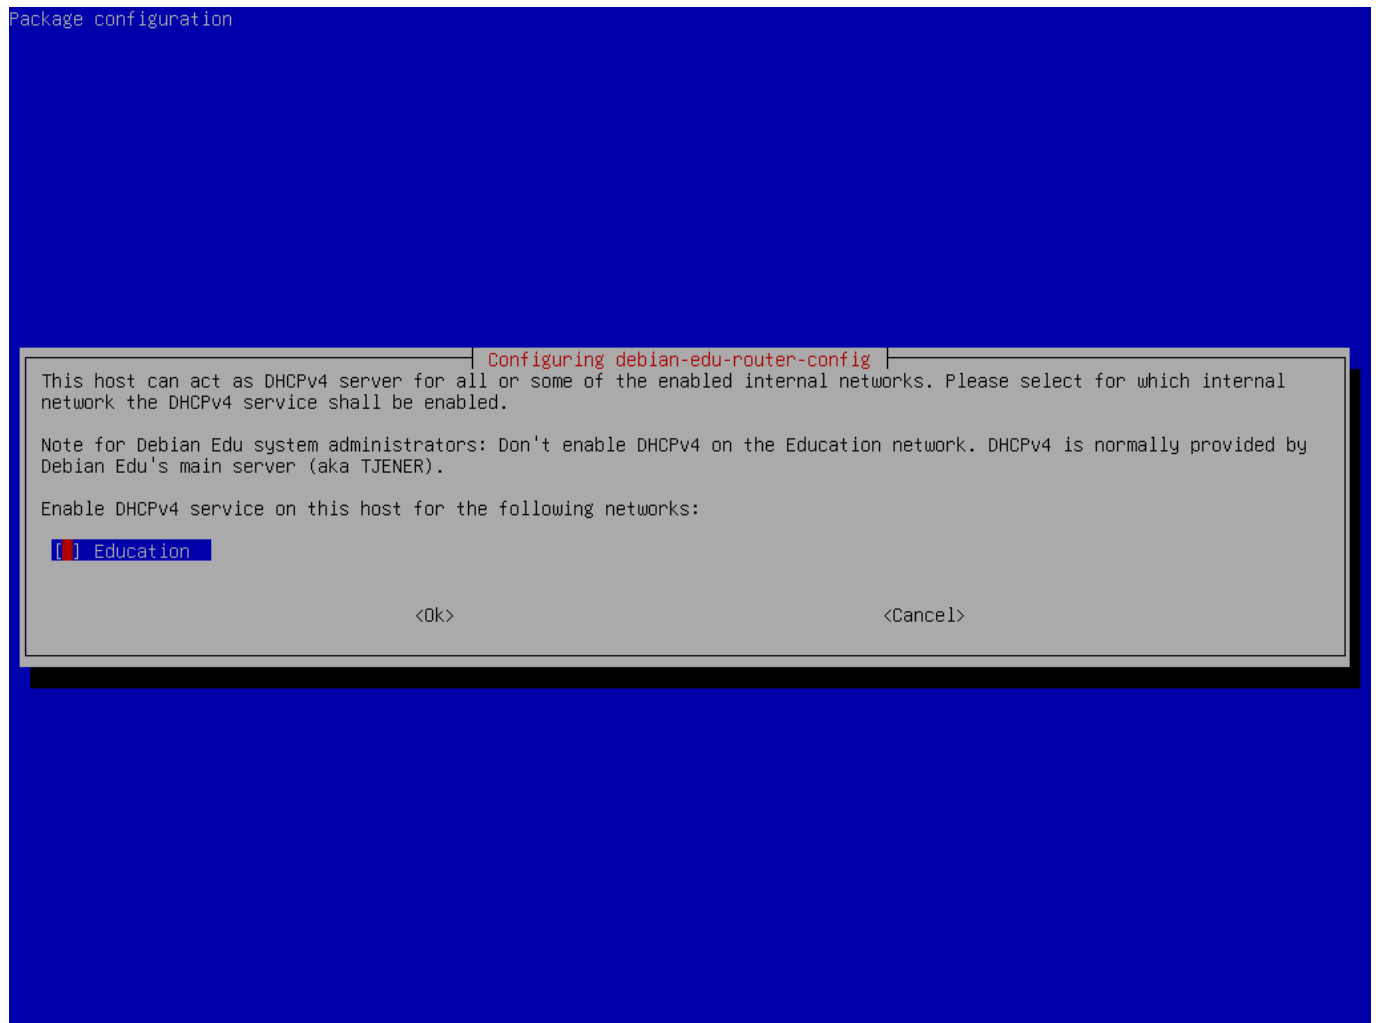 Package configuration
Configuring debian-edu-router-config
This host can act as DHCPv4 server for all or some of the enabled internal networks. Please select for which internal
network the DHCPv4 service shall be enabled.
Note for Debian Edu system administrators: Don't enable DHCPv4 on the Education network. DHCPv4 is normally provided by
Debian Edu's main server (aka TJENER).
Enable DHCPv4 service on this host for the following networks:
[ ] Education
<Ok> <Cancel>